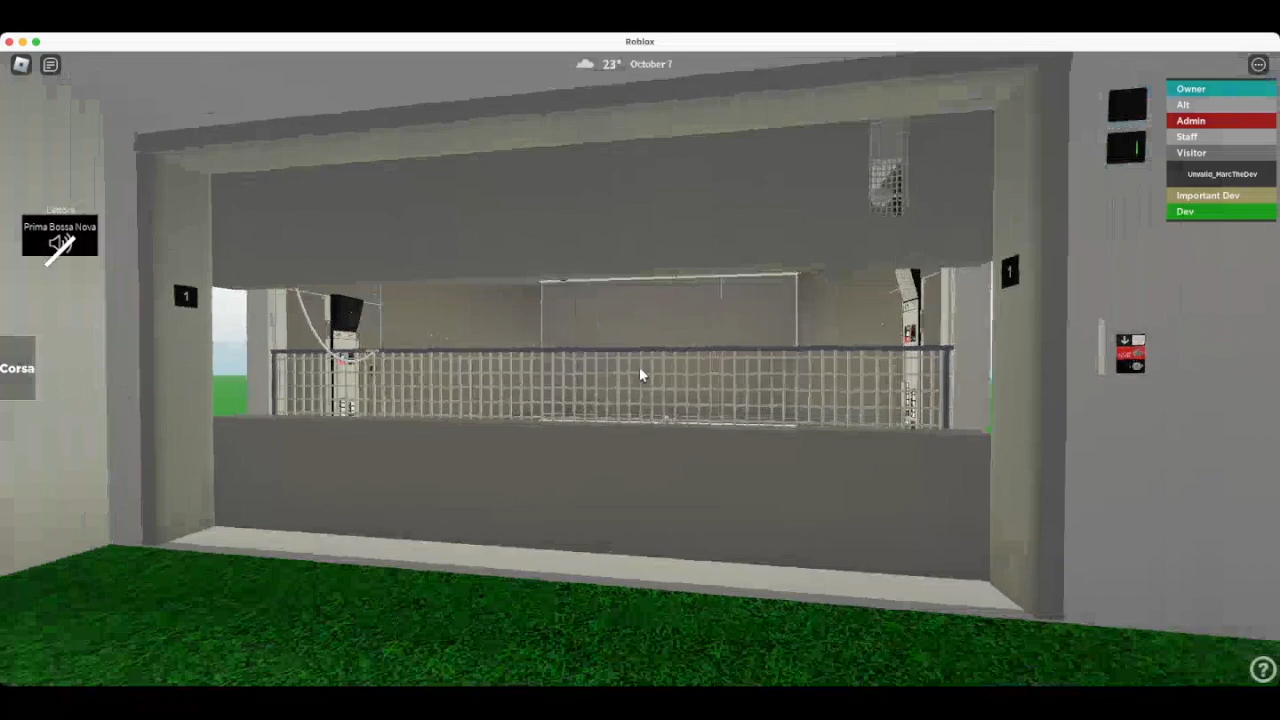 Roblox
23° October 7
Owner
Alt
Admin
Staff
Visitor
Unvalid_MarcTheDev
Important Dev
Dev
Prima Bossa Nova
1
1
Corsa
?